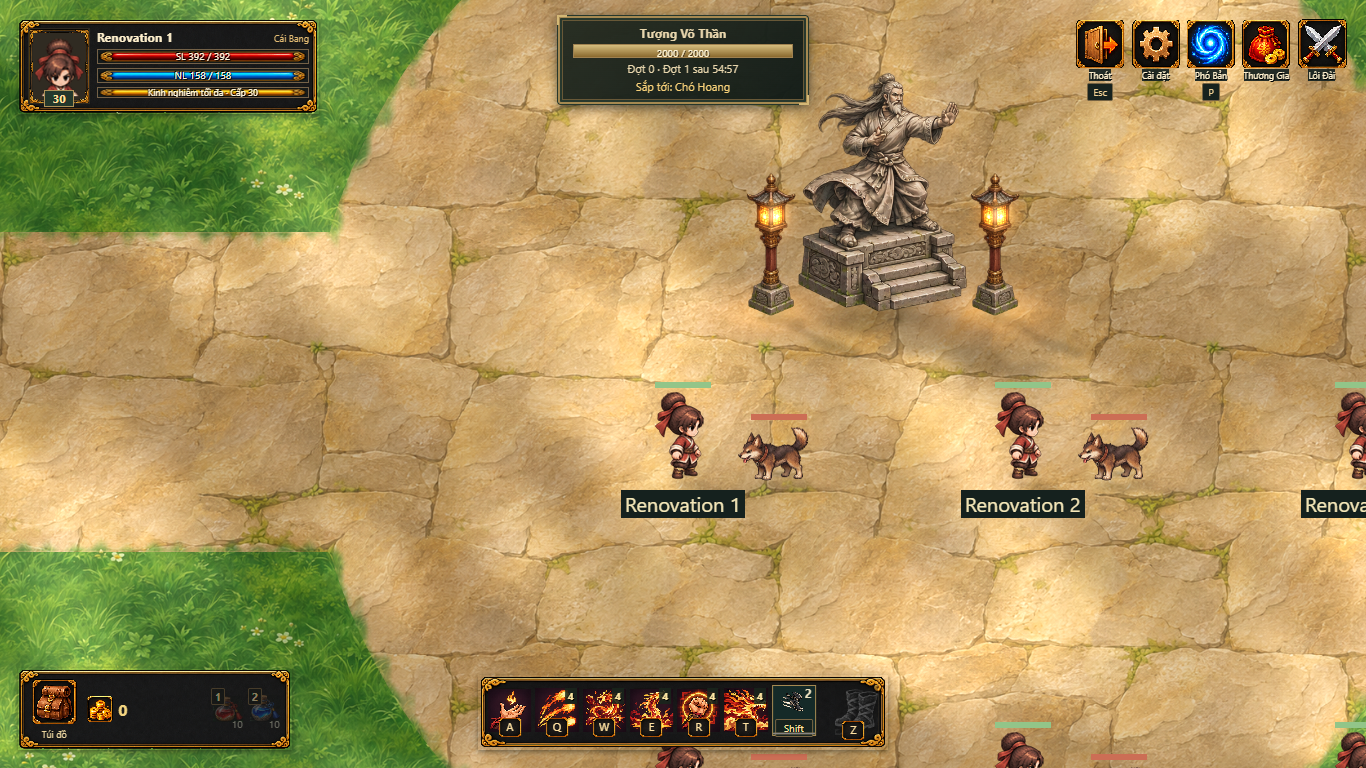 Renovation 1
Cái Bang
SL 392 / 392
NL 158 / 158
Kinh nghiệm tối đa · Cấp 30
30
Tượng Võ Thần
2000 / 2000
Đợt 0 · Đợt 1 sau 54:57
Sắp tới: Chó Hoang
Thoát
Cài đặt
Phó Bản
Thương Gia
Lôi Đài
Esc
P
Renovation 1
Renovation 2
Renova
Túi đồ
0
1
10
2
10
A
4
Q
4
W
4
E
4
R
4
T
2
Shift
Z